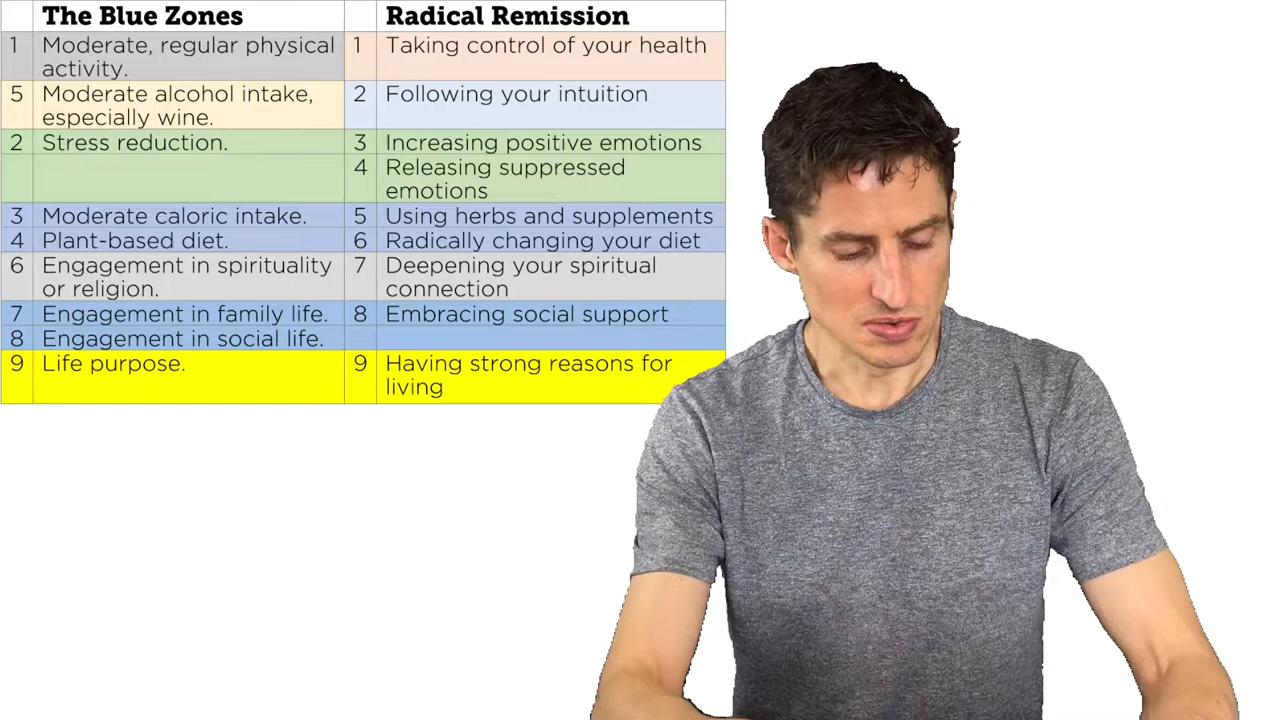 The Blue Zones Radical Remission
1 Moderate, regular physical 1 Taking control of your health
activity.
5 Moderate alcohol intake, 2 Following your intuition
especially wine.
2 Stress reduction. 3 Increasing positive emotions
4 Releasing suppressed
emotions
3 Moderate caloric intake. 5 Using herbs and supplements
4 Plant-based diet. 6 Radically changing your diet
6 Engagement in spirituality 7 Deepening your spiritual
or religion. connection
7 Engagement in family life. 8 Embracing social support
8 Engagement in social life.
9 Life purpose. 9 Having strong reasons for
living